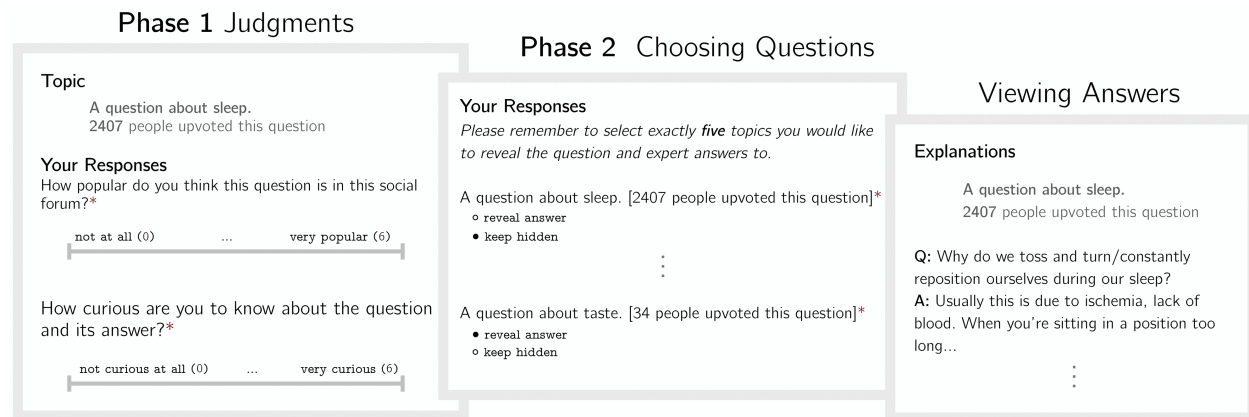 Phase 1 Judgments
Topic
A question about sleep.
2407 people upvoted this question
Your Responses
How popular do you think this question is in this social
forum?*
not at all (0) ... very popular (6)
How curious are you to know about the question
and its answer?*
not curious at all (0) ... very curious (6)
Phase 2 Choosing Questions
Your Responses
Please remember to select exactly five topics you would like
to reveal the question and expert answers to.
A question about sleep. [2407 people upvoted this question]*
reveal answer
keep hidden
A question about taste. [34 people upvoted this question]*
reveal answer
keep hidden
Viewing Answers
Explanations
A question about sleep.
2407 people upvoted this question
Q: Why do we toss and turn/constantly
reposition ourselves during our sleep?
A: Usually this is due to ischemia, lack of
blood. When you're sitting in a position too
long...